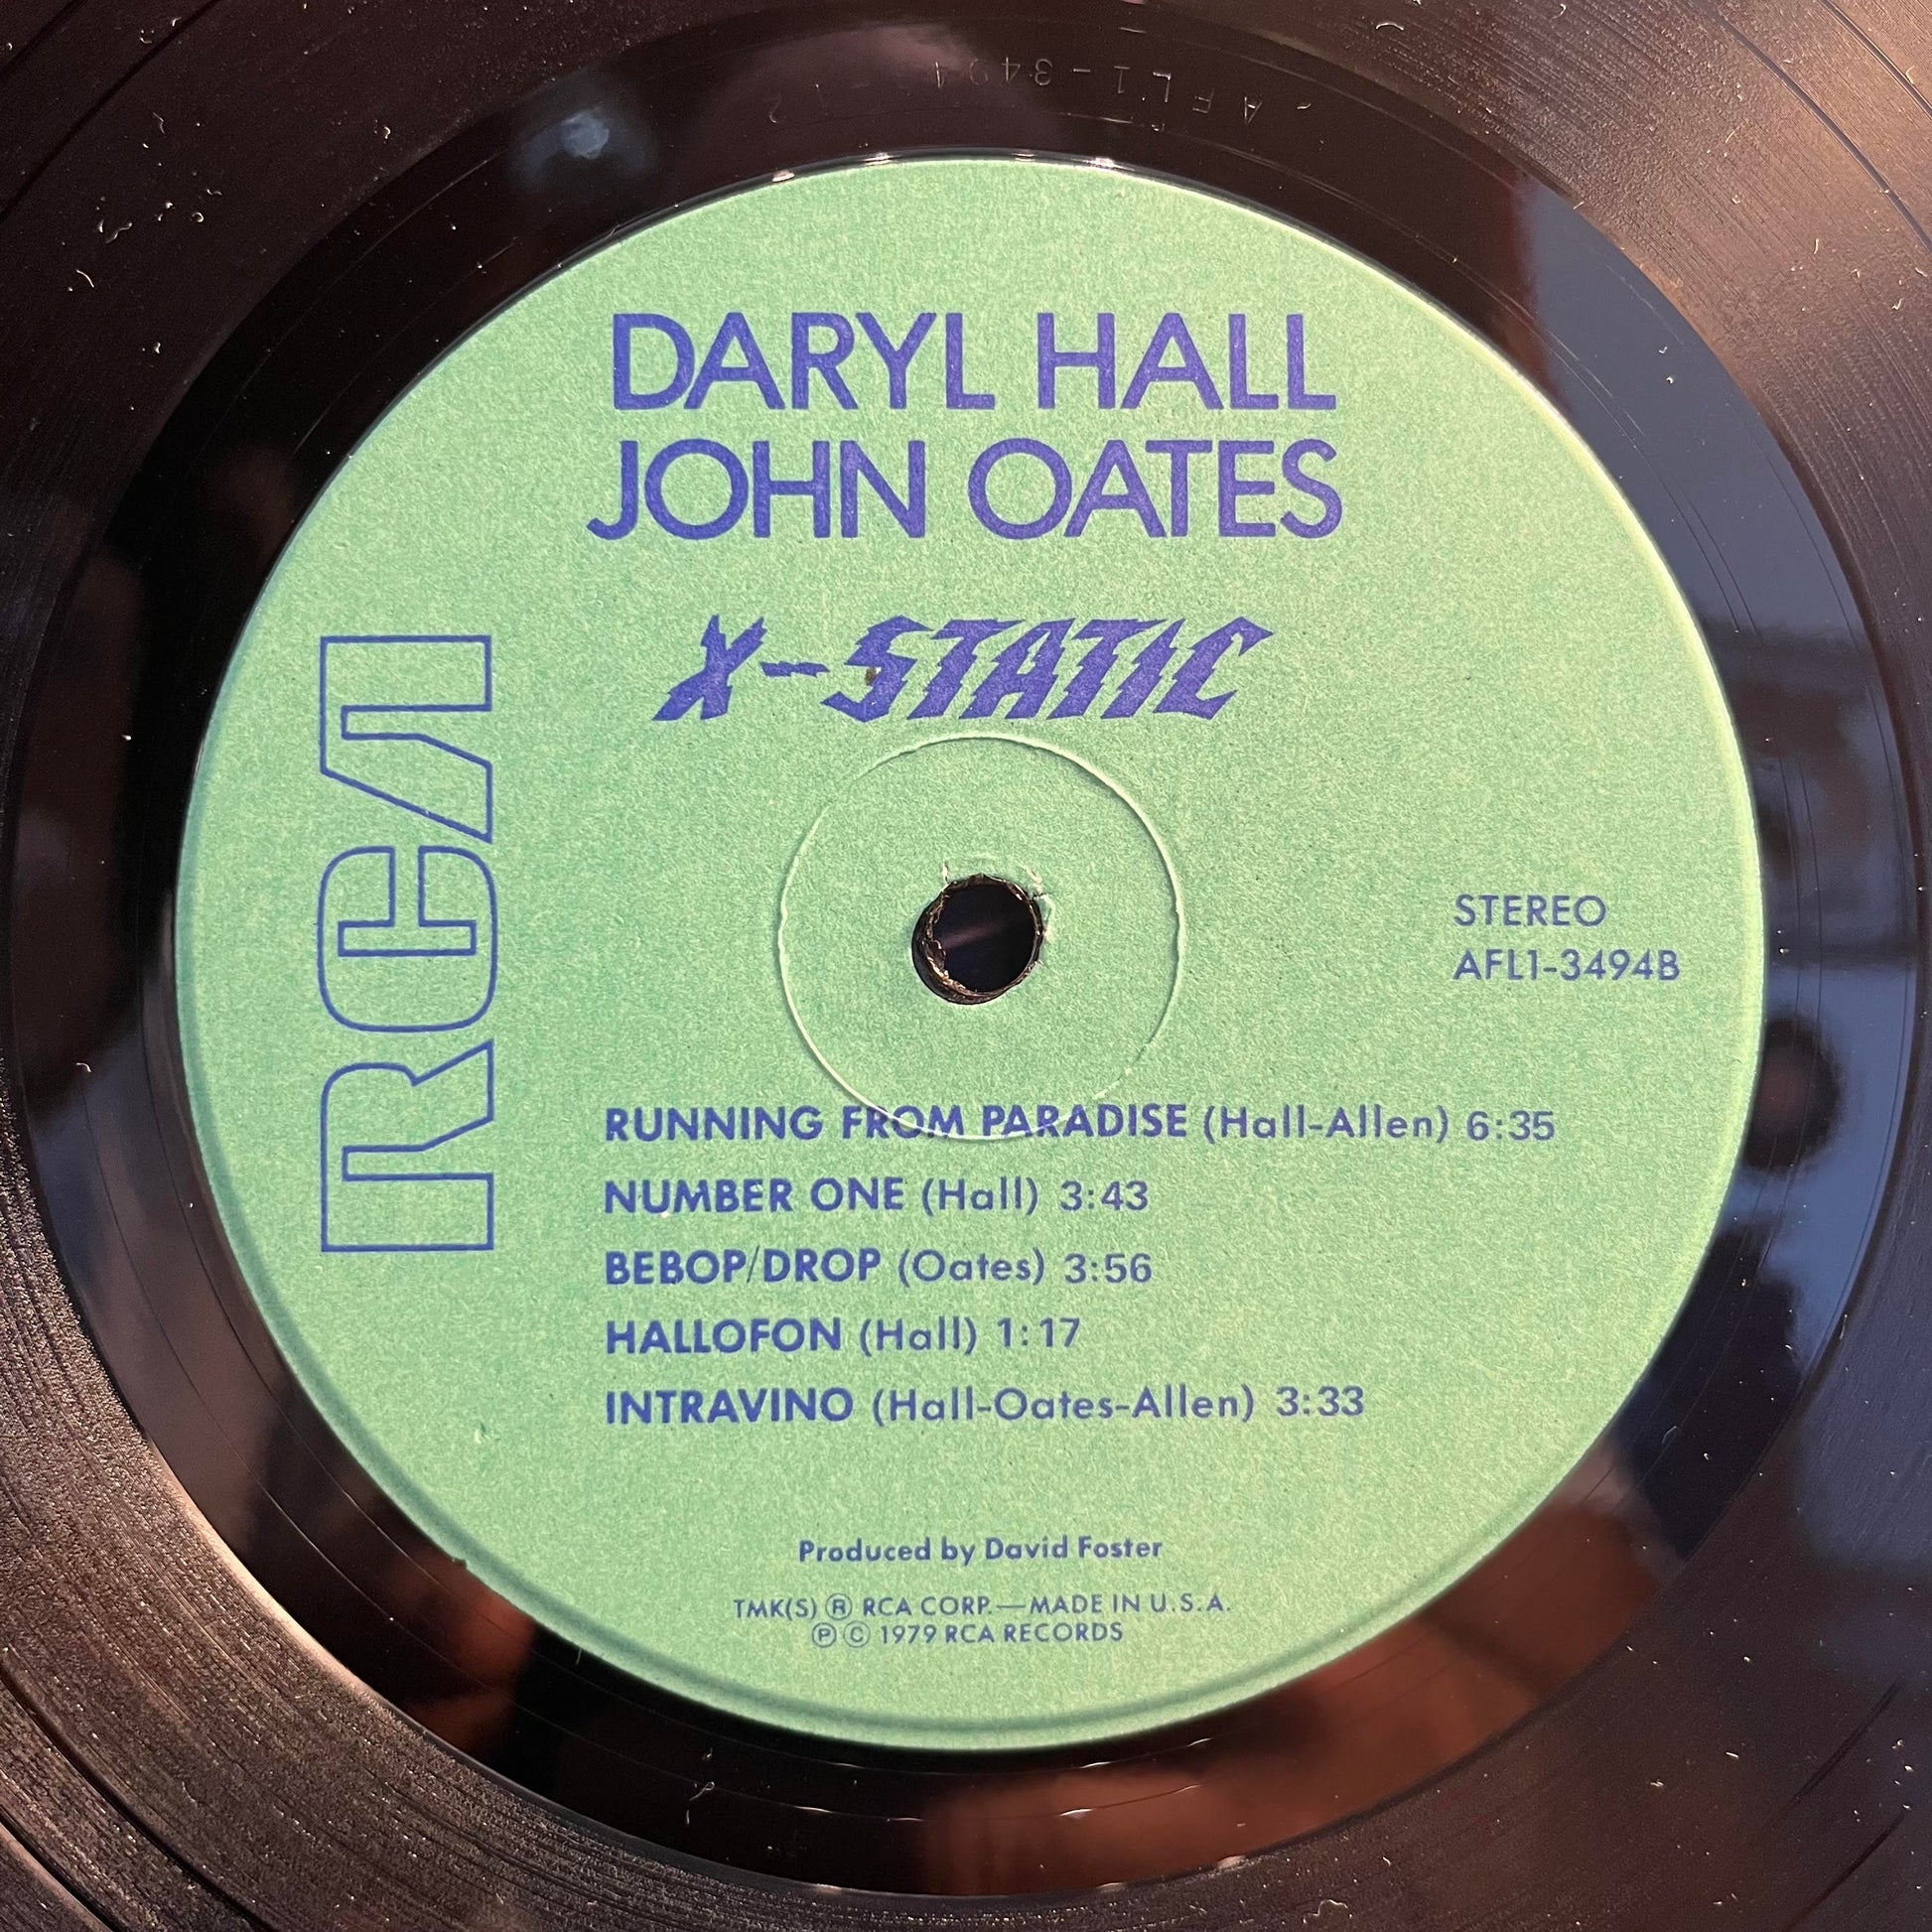 DARYL HALL
JOHN OATES
X-STATIC
RCA
STEREO
AFL1-3494B
RUNNING FROM PARADISE (Hall-Allen) 6:35
NUMBER ONE (Hall) 3:43
BEBOP/DROP (Oates) 3:56
HALLOFON (Hall) 1:17
INTRAVINO (Hall-Oates-Allen) 3:33
Produced by David Foster
TMK(S) ® RCA CORP.—MADE IN U.S.A.
℗ © 1979 RCA RECORDS